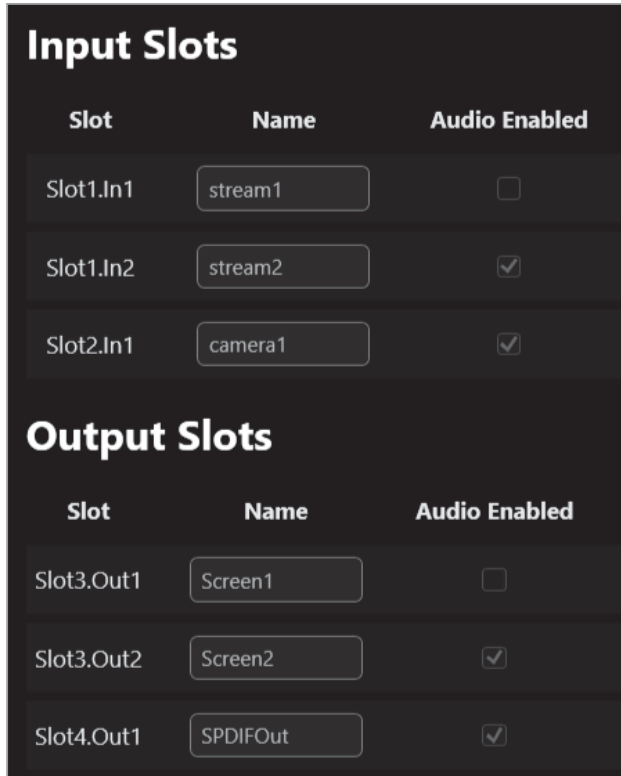 Input Slots
Slot Name Audio Enabled
Slot1.In1 stream1
Slot1.In2 stream2
Slot2.In1 camera1
Output Slots
Slot Name Audio Enabled
Slot3.Out1 Screen1
Slot3.Out2 Screen2
Slot4.Out1 SPDIFOut